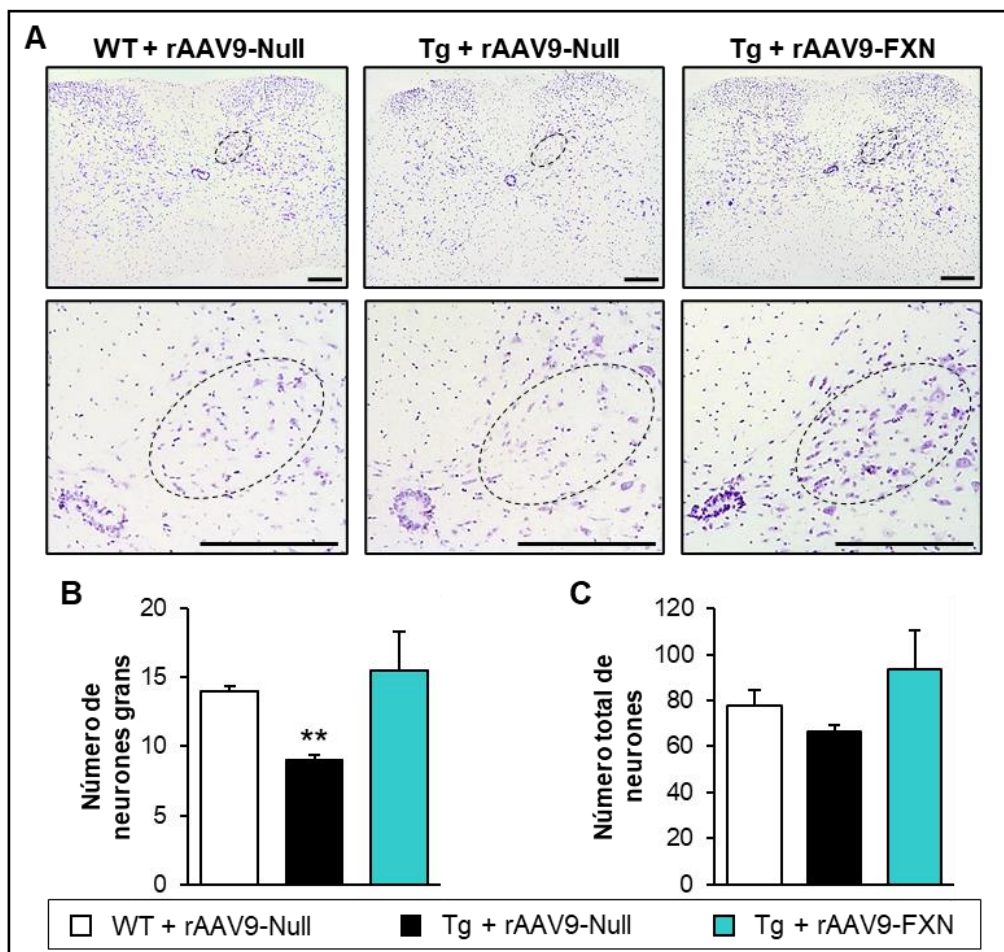 A
WT + rAAV9-Null
Tg + rAAV9-Null
Tg + rAAV9-FXN
B
Número de
neurones grans
20
15
10
5
0
**
C
Número total de
neurones
120
100
80
60
40
20
0
WT + rAAV9-Null
Tg + rAAV9-Null
Tg + rAAV9-FXN